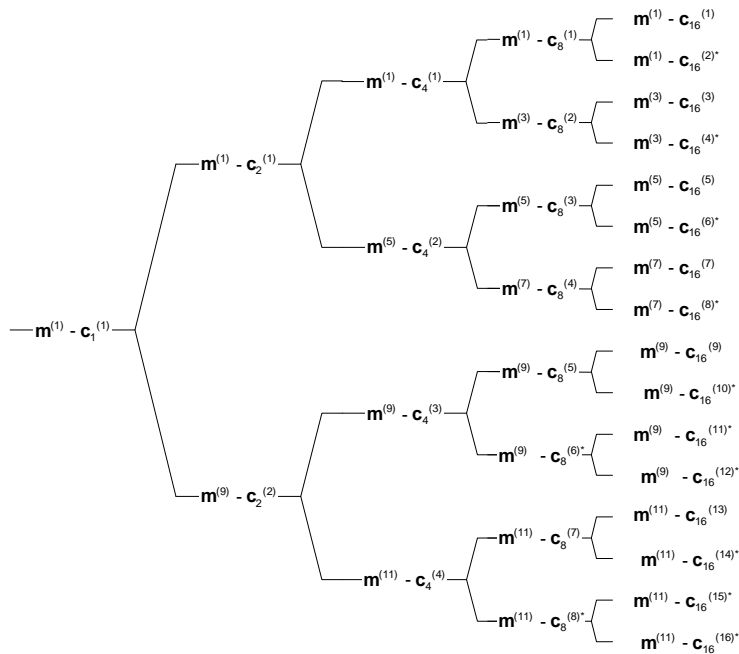 m(1) - c16(1)
m(1) - c8(1)
m(1) - c16(2)*
m(1) - c4(1)
m(3) - c16(3)
m(3) - c8(2)
m(3) - c16(4)*
m(1) - c2(1)
m(5) - c16(5)
m(5) - c8(3)
m(5) - c16(6)*
m(5) - c4(2)
m(7) - c16(7)
m(7) - c8(4)
m(7) - c16(8)*
m(1) - c1(1)
m(9) - c16(9)
m(9) - c8(5)
m(9) - c16(10)*
m(9) - c4(3)
m(9) - c16(11)*
m(9) - c8(6)*
m(9) - c16(12)*
m(9) - c2(2)
m(11) - c16(13)
m(11) - c8(7)
m(11) - c16(14)*
m(11) - c4(4)
m(11) - c16(15)*
m(11) - c8(8)*
m(11) - c16(16)*